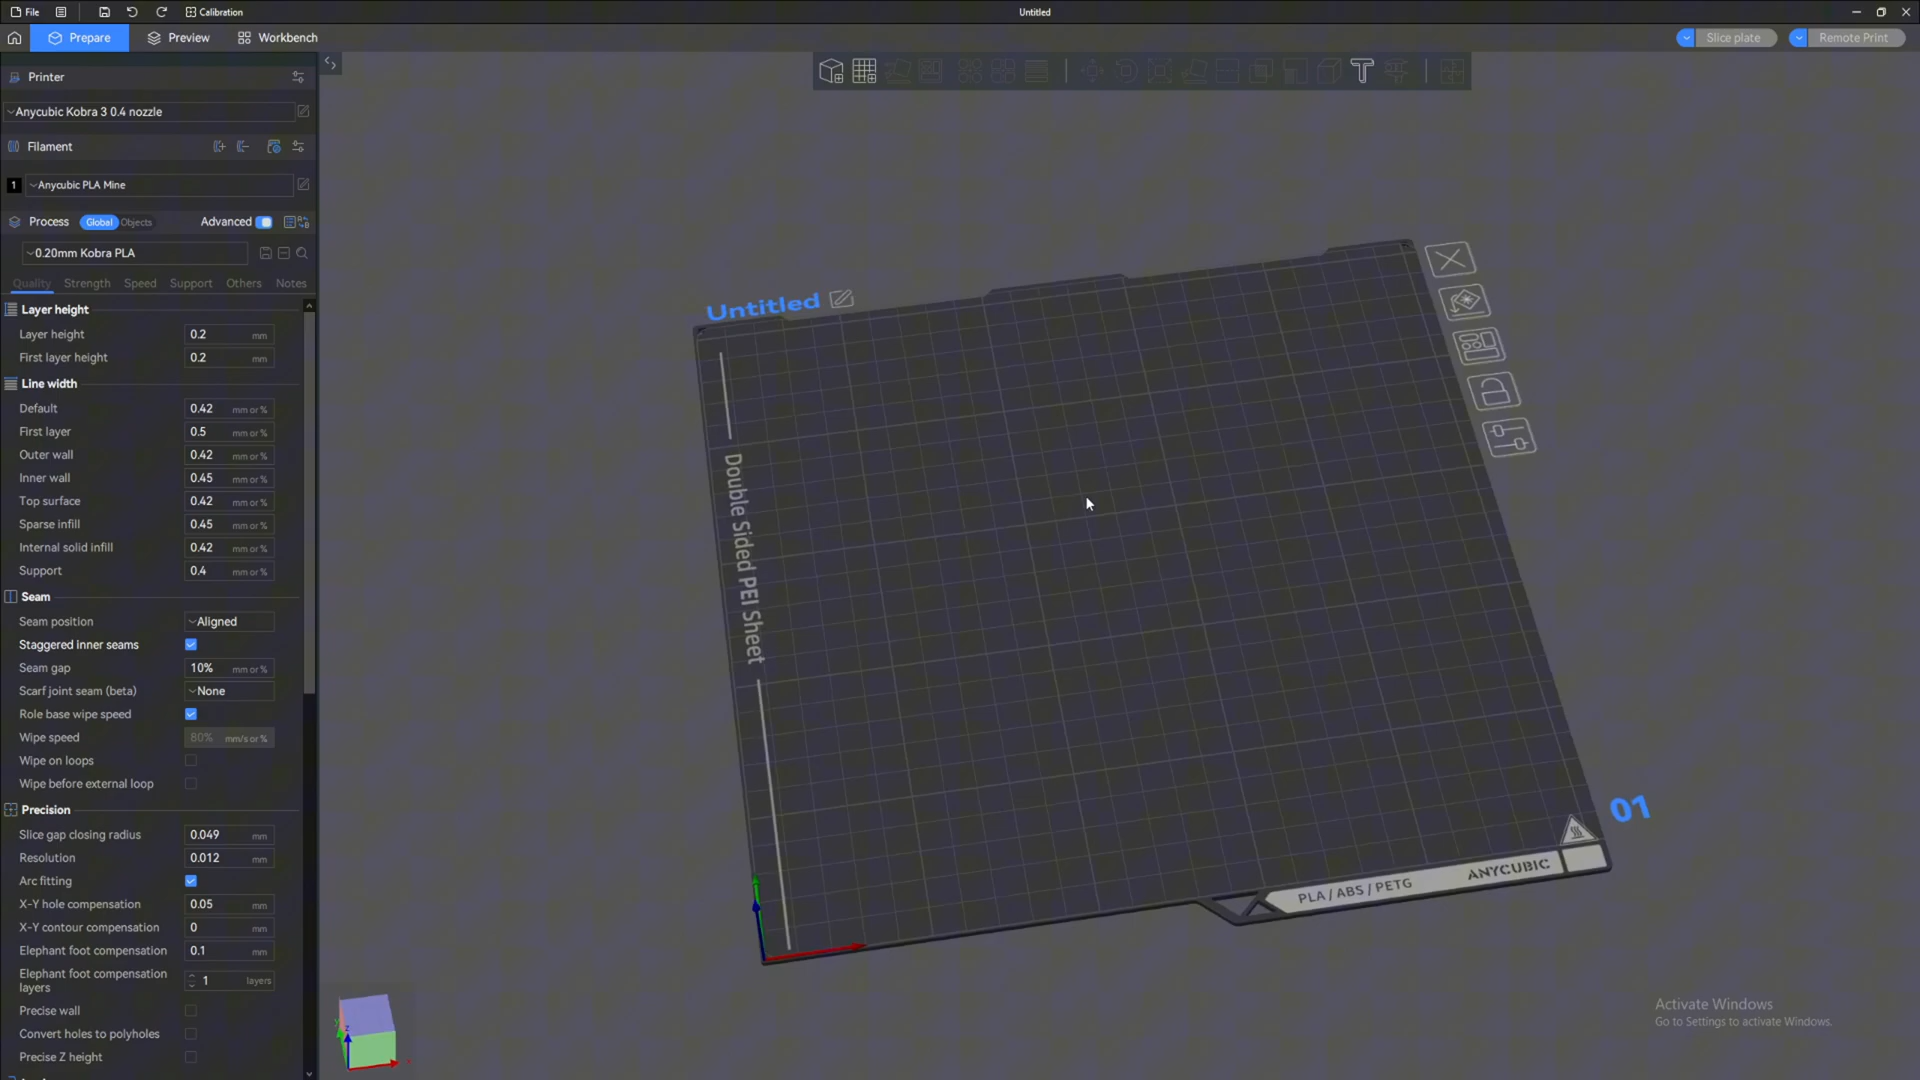 File
Calibration
Untitled
Prepare
Preview
Workbench
Slice plate
Remote Print
Printer
Anycubic Kobra 3 0.4 nozzle
Filament
1 Anycubic PLA Mine
Process Global Objects Advanced
0.20mm Kobra PLA
Quality Strength Speed Support Others Notes
Layer height
Layer height 0.2 mm
First layer height 0.2 mm
Line width
Default 0.42 mm or %
First layer 0.5 mm or %
Outer wall 0.42 mm or %
Inner wall 0.45 mm or %
Top surface 0.42 mm or %
Sparse infill 0.45 mm or %
Internal solid infill 0.42 mm or %
Support 0.4 mm or %
Seam
Seam position Aligned
Staggered inner seams
Seam gap 10% mm or %
Scarf joint seam (beta) None
Role base wipe speed
Wipe speed 80% mm/s or %
Wipe on loops
Wipe before external loop
Precision
Slice gap closing radius 0.049 mm
Resolution 0.012 mm
Arc fitting
X-Y hole compensation 0.05 mm
X-Y contour compensation 0 mm
Elephant foot compensation 0.1 mm
Elephant foot compensation
layers 1 layers
Precise wall
Convert holes to polyholes
Precise Z height
Untitled
Double Sided PEI Sheet
01
PLA / ABS / PETG ANYCUBIC
Activate Windows
Go to Settings to activate Windows.